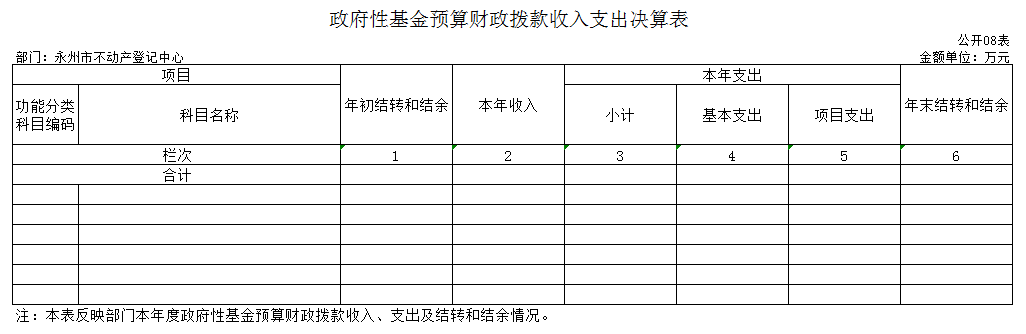 政府性基金预算财政拨款收入支出决算表
公开08表
部门：永州市不动产登记中心 金额单位：万元
项目 年初结转和结余 本年收入 本年支出 年末结转和结余
功能分类
科目编码 科目名称 小计 基本支出 项目支出
栏次 1 2 3 4 5 6
合计
注：本表反映部门本年度政府性基金预算财政拨款收入、支出及结转和结余情况。